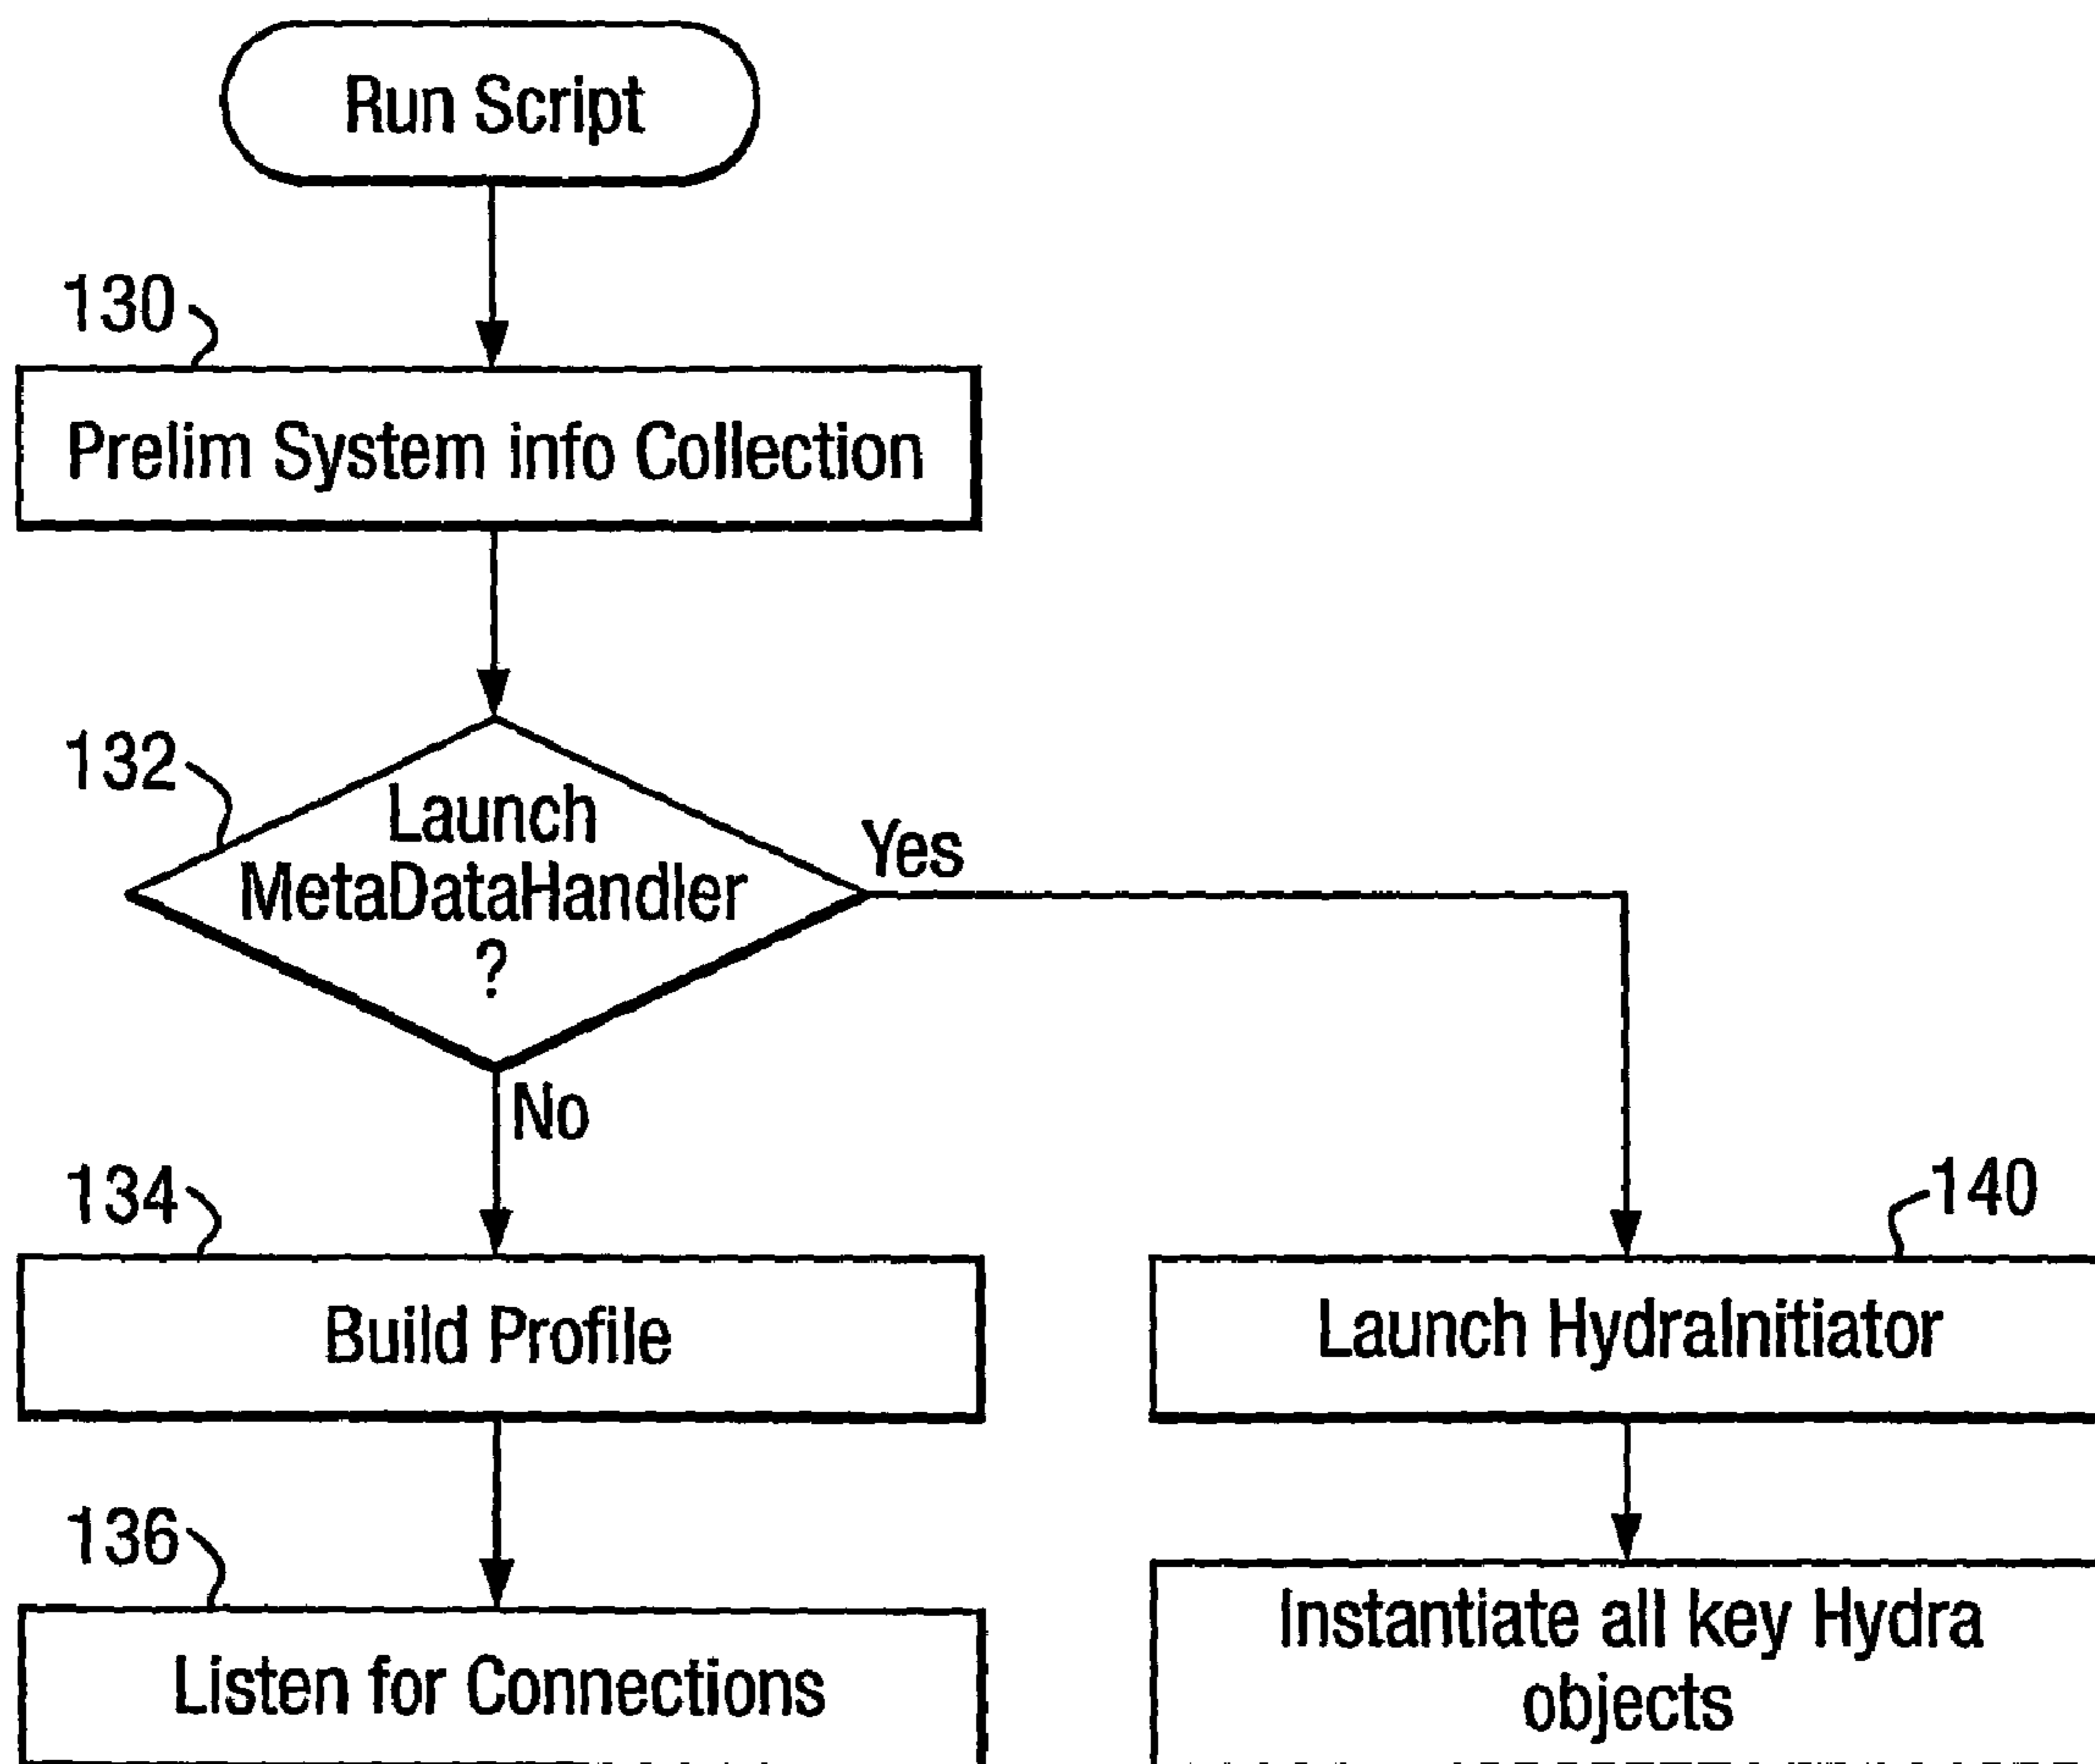 Run Script
130
Prelim System info Collection
132
Launch
MetaDataHandler
?
Yes
No
134
140
Build Profile
Launch HydraInitiator
136
Listen for Connections
Instantiate all key Hydra
objects